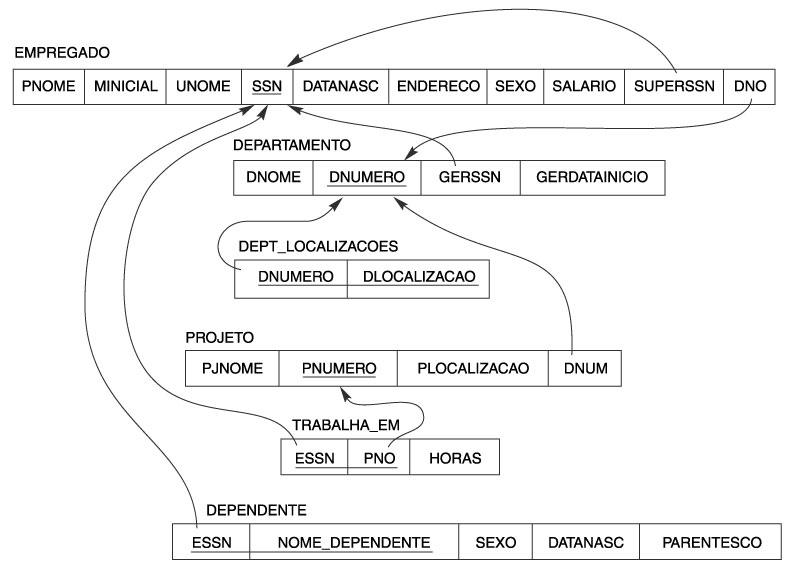 EMPREGADO
PNOME MINICIAL UNOME SSN DATANASC ENDERECO SEXO SALARIO SUPERSSN DNO
DEPARTAMENTO
DNOME DNUMERO GERSSN GERDATAINICIO
DEPT_LOCALIZACOES
DNUMERO DLOCALIZACAO
PROJETO
PJNOME PNUMERO PLOCALIZACAO DNUM
TRABALHA_EM
ESSN PNO HORAS
DEPENDENTE
ESSN NOME_DEPENDENTE SEXO DATANASC PARENTESCO